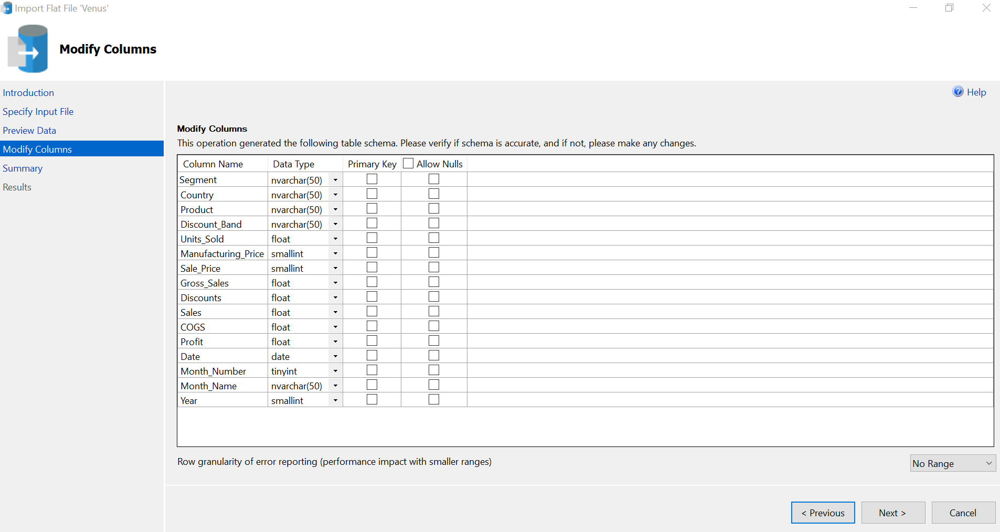 Import Flat File 'Venus'
Modify Columns
Introduction
Specify Input File
Preview Data
Modify Columns
Summary
Results
Help
Modify Columns
This operation generated the following table schema. Please verify if schema is accurate, and if not, please make any changes.
Column Name Data Type Primary Key Allow Nulls
Segment nvarchar(50)
Country nvarchar(50)
Product nvarchar(50)
Discount_Band nvarchar(50)
Units_Sold float
Manufacturing_Price smallint
Sale_Price smallint
Gross_Sales float
Discounts float
Sales float
COGS float
Profit float
Date date
Month_Number tinyint
Month_Name nvarchar(50)
Year smallint
Row granularity of error reporting (performance impact with smaller ranges) No Range
< Previous Next > Cancel